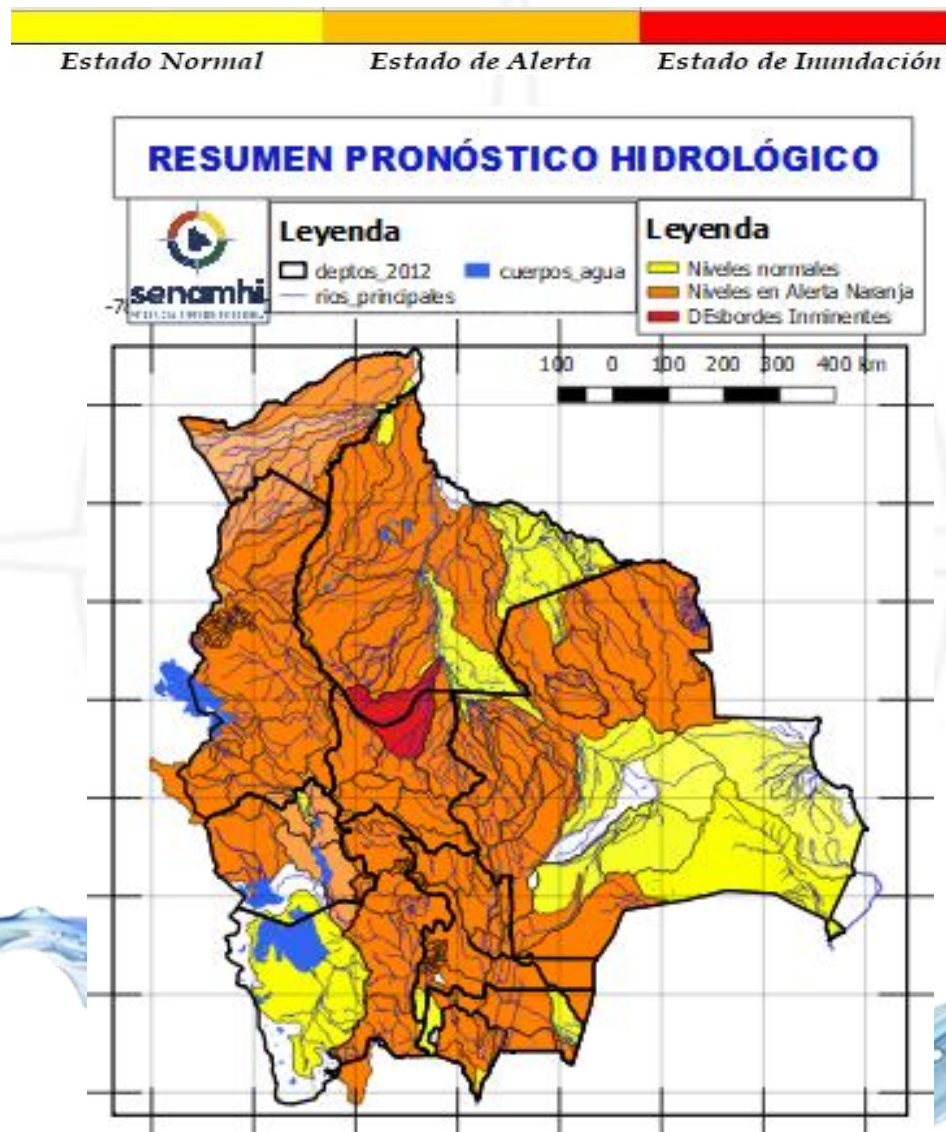 Estado Normal Estado de Alerta Estado de Inundación
RESUMEN PRONÓSTICO HIDROLÓGICO
senamhi
Leyenda
deptos_2012 cuerpos_agua
rios_principales
Leyenda
Niveles normales
Niveles en Alerta Naranja
DEsbordes Inminentes
100 0 100 200 300 400 km